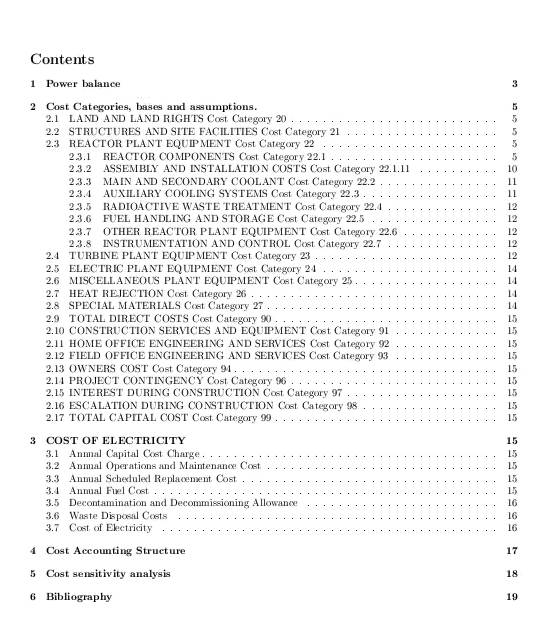 Contents
1 Power balance 3
2 Cost Categories, bases and assumptions. 5
2.1 LAND AND LAND RIGHTS Cost Category 20 . . . . . . . . . . . . . . . . . . . . . . . . . . 5
2.2 STRUCTURES AND SITE FACILITIES Cost Category 21 . . . . . . . . . . . . . . . . . . . 5
2.3 REACTOR PLANT EQUIPMENT Cost Category 22 . . . . . . . . . . . . . . . . . . . . . . 5
2.3.1 REACTOR COMPONENTS Cost Category 22.1 . . . . . . . . . . . . . . . . . . . . . 5
2.3.2 ASSEMBLY AND INSTALLATION COSTS Cost Category 22.1.11 . . . . . . . . . . 10
2.3.3 MAIN AND SECONDARY COOLANT Cost Category 22.2 . . . . . . . . . . . . . . . 11
2.3.4 AUXILIARY COOLING SYSTEMS Cost Category 22.3 . . . . . . . . . . . . . . . . . 11
2.3.5 RADIOACTIVE WASTE TREATMENT Cost Category 22.4 . . . . . . . . . . . . . . 12
2.3.6 FUEL HANDLING AND STORAGE Cost Category 22.5 . . . . . . . . . . . . . . . . 12
2.3.7 OTHER REACTOR PLANT EQUIPMENT Cost Category 22.6 . . . . . . . . . . . . 12
2.3.8 INSTRUMENTATION AND CONTROL Cost Category 22.7 . . . . . . . . . . . . . . 12
2.4 TURBINE PLANT EQUIPMENT Cost Category 23 . . . . . . . . . . . . . . . . . . . . . . . 12
2.5 ELECTRIC PLANT EQUIPMENT Cost Category 24 . . . . . . . . . . . . . . . . . . . . . . 14
2.6 MISCELLANEOUS PLANT EQUIPMENT Cost Category 25 . . . . . . . . . . . . . . . . . . 14
2.7 HEAT REJECTION Cost Category 26 . . . . . . . . . . . . . . . . . . . . . . . . . . . . . . . 14
2.8 SPECIAL MATERIALS Cost Category 27 . . . . . . . . . . . . . . . . . . . . . . . . . . . . . 14
2.9 TOTAL DIRECT COSTS Cost Category 90 . . . . . . . . . . . . . . . . . . . . . . . . . . . . 15
2.10 CONSTRUCTION SERVICES AND EQUIPMENT Cost Category 91 . . . . . . . . . . . . . 15
2.11 HOME OFFICE ENGINEERING AND SERVICES Cost Category 92 . . . . . . . . . . . . . 15
2.12 FIELD OFFICE ENGINEERING AND SERVICES Cost Category 93 . . . . . . . . . . . . . 15
2.13 OWNERS COST Cost Category 94 . . . . . . . . . . . . . . . . . . . . . . . . . . . . . . . . . 15
2.14 PROJECT CONTINGENCY Cost Category 96 . . . . . . . . . . . . . . . . . . . . . . . . . . 15
2.15 INTEREST DURING CONSTRUCTION Cost Category 97 . . . . . . . . . . . . . . . . . . . 15
2.16 ESCALATION DURING CONSTRUCTION Cost Category 98 . . . . . . . . . . . . . . . . . 15
2.17 TOTAL CAPITAL COST Cost Category 99 . . . . . . . . . . . . . . . . . . . . . . . . . . . . 15
3 COST OF ELECTRICITY 15
3.1 Annual Capital Cost Charge . . . . . . . . . . . . . . . . . . . . . . . . . . . . . . . . . . . . . 15
3.2 Annual Operations and Maintenance Cost . . . . . . . . . . . . . . . . . . . . . . . . . . . . . 15
3.3 Annual Scheduled Replacement Cost . . . . . . . . . . . . . . . . . . . . . . . . . . . . . . . . 15
3.4 Annual Fuel Cost . . . . . . . . . . . . . . . . . . . . . . . . . . . . . . . . . . . . . . . . . . . 15
3.5 Decontamination and Decommissioning Allowance . . . . . . . . . . . . . . . . . . . . . . . . 16
3.6 Waste Disposal Costs . . . . . . . . . . . . . . . . . . . . . . . . . . . . . . . . . . . . . . . . 16
3.7 Cost of Electricity . . . . . . . . . . . . . . . . . . . . . . . . . . . . . . . . . . . . . . . . . . 16
4 Cost Accounting Structure 17
5 Cost sensitivity analysis 18
6 Bibliography 19